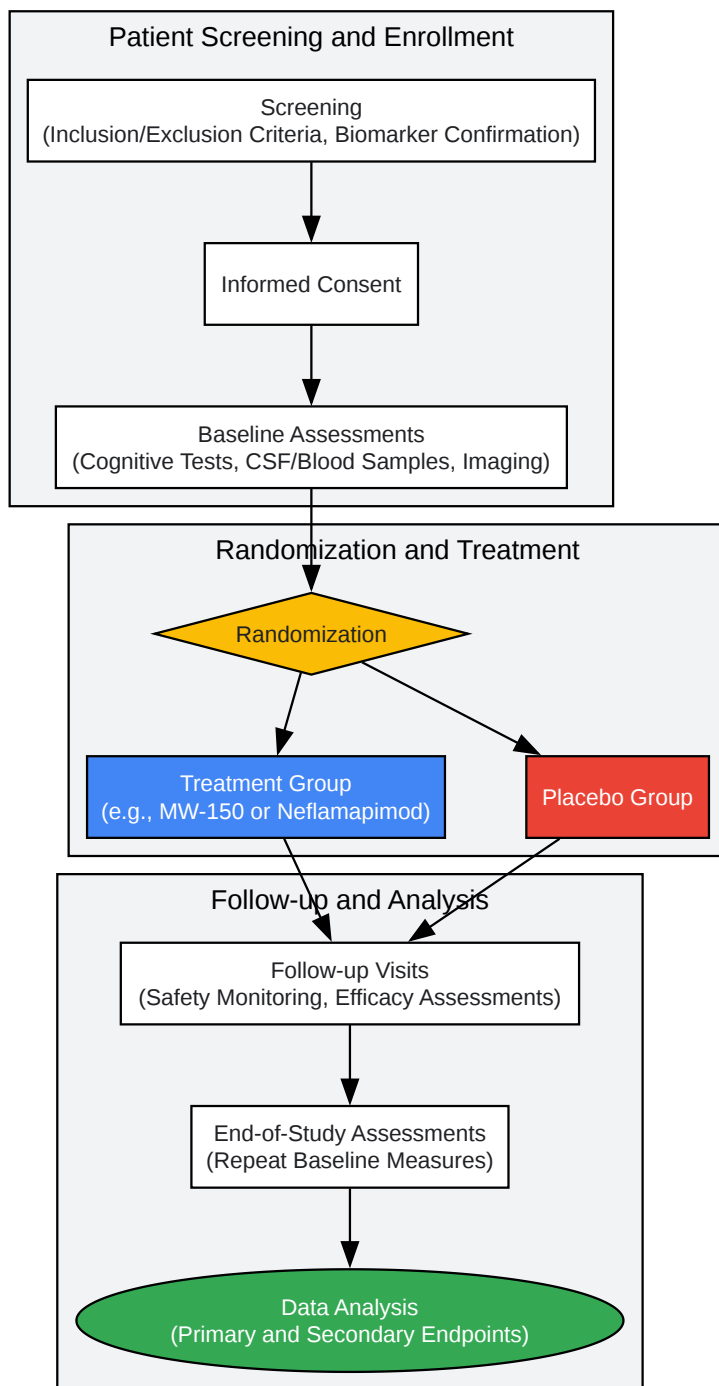 Patient Screening and Enrollment
Screening
(Inclusion/Exclusion Criteria, Biomarker Confirmation)
Informed Consent
Baseline Assessments
(Cognitive Tests, CSF/Blood Samples, Imaging)
Randomization and Treatment
Randomization
Treatment Group
(e.g., MW-150 or Neflamapimod)
Placebo Group
Follow-up and Analysis
Follow-up Visits
(Safety Monitoring, Efficacy Assessments)
End-of-Study Assessments
(Repeat Baseline Measures)
Data Analysis
(Primary and Secondary Endpoints)